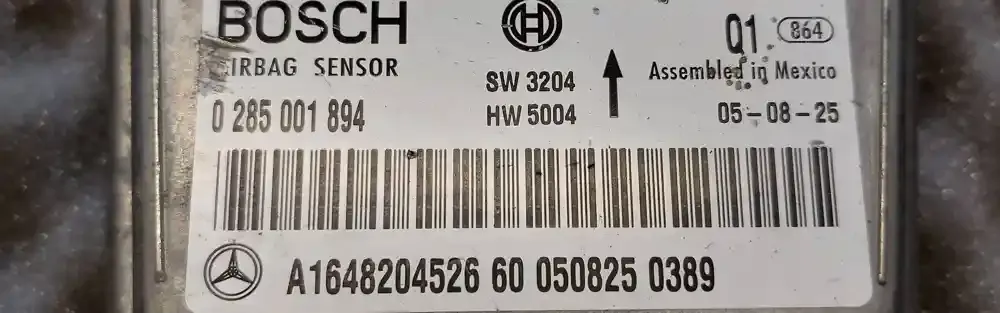 BOSCH
Q1 864
AIRBAG SENSOR
SW 3204
Assembled in Mexico
0 285 001 894
HW 5004
05-08-25
A1648204526 60 050825 0389